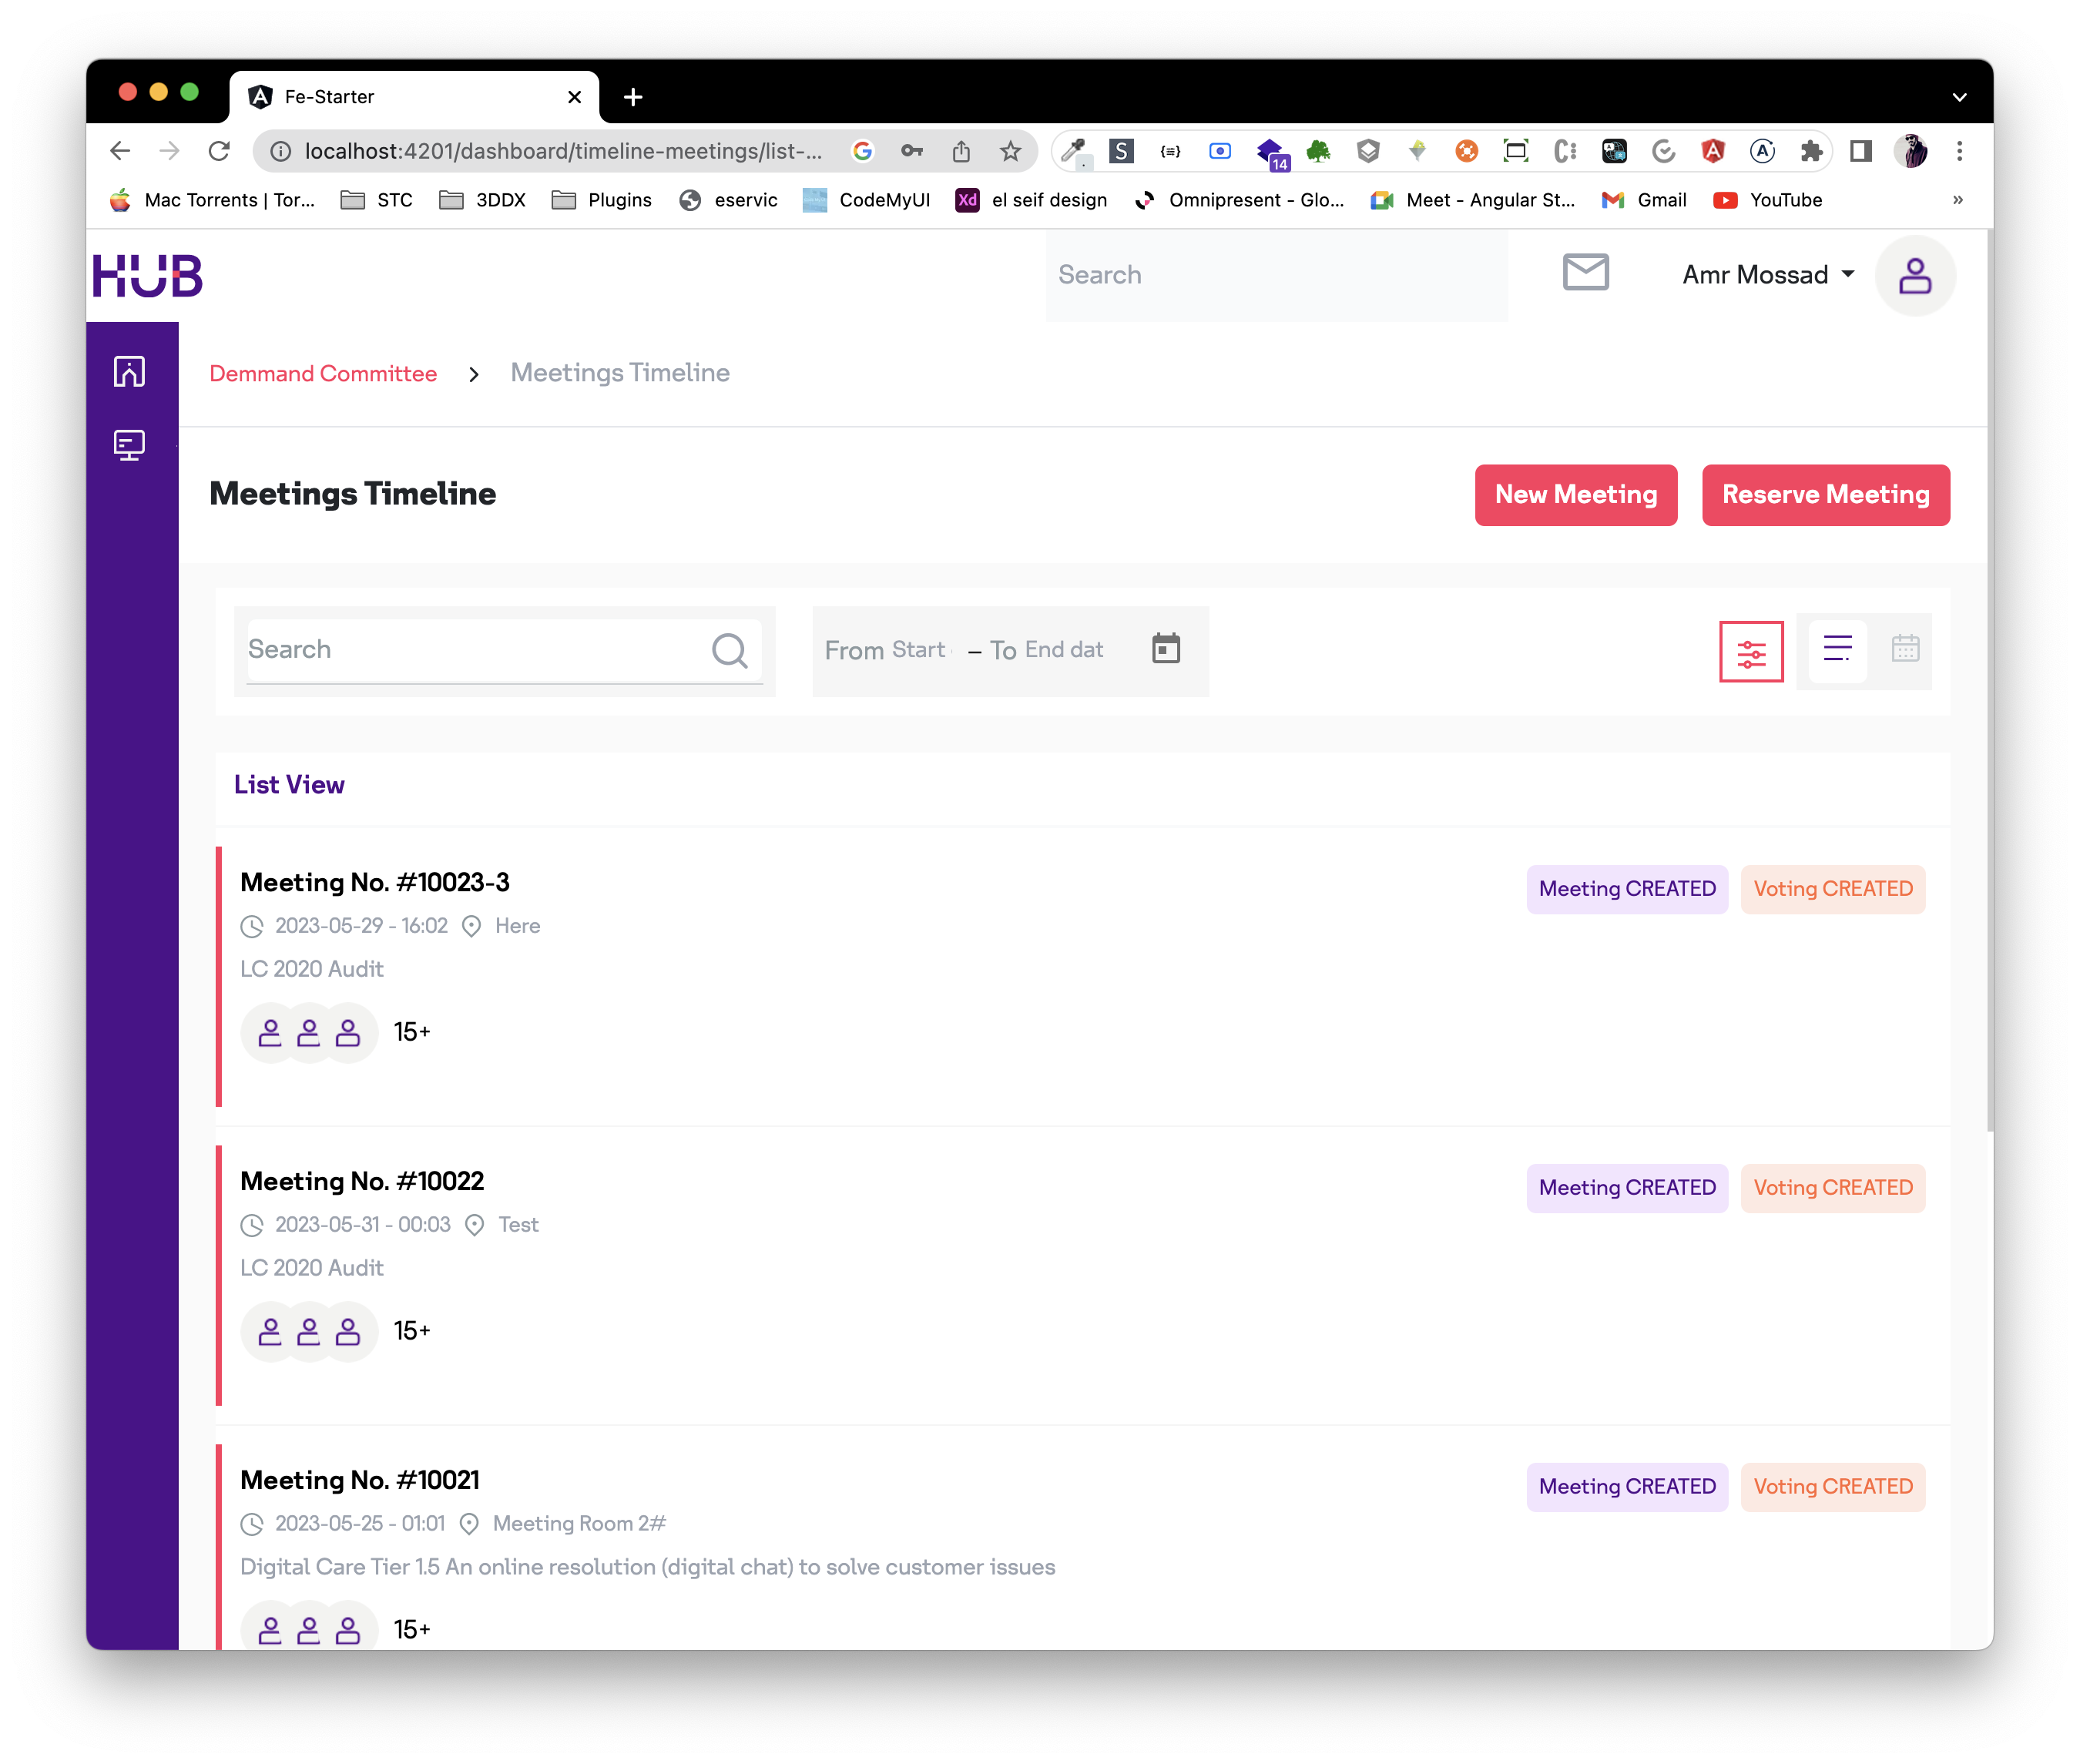 Fe-Starter
localhost:4201/dashboard/timeline-meetings/list-...
S
14
Mac Torrents | Tor...
STC
3DDX
Plugins
eservic
CodeMyUI
Xd
el seif design
Omnipresent - Glo...
Meet - Angular St...
Gmail
YouTube
»
HUB
Search
Amr Mossad
Demmand Committee
Meetings Timeline
Meetings Timeline
New Meeting
Reserve Meeting
Search
From Start – To End dat
List View
Meeting No. #10023-3
Meeting CREATED
Voting CREATED
2023-05-29 - 16:02 Here
LC 2020 Audit
15+
Meeting No. #10022
Meeting CREATED
Voting CREATED
2023-05-31 - 00:03 Test
LC 2020 Audit
15+
Meeting No. #10021
Meeting CREATED
Voting CREATED
2023-05-25 - 01:01 Meeting Room 2#
Digital Care Tier 1.5 An online resolution (digital chat) to solve customer issues
15+